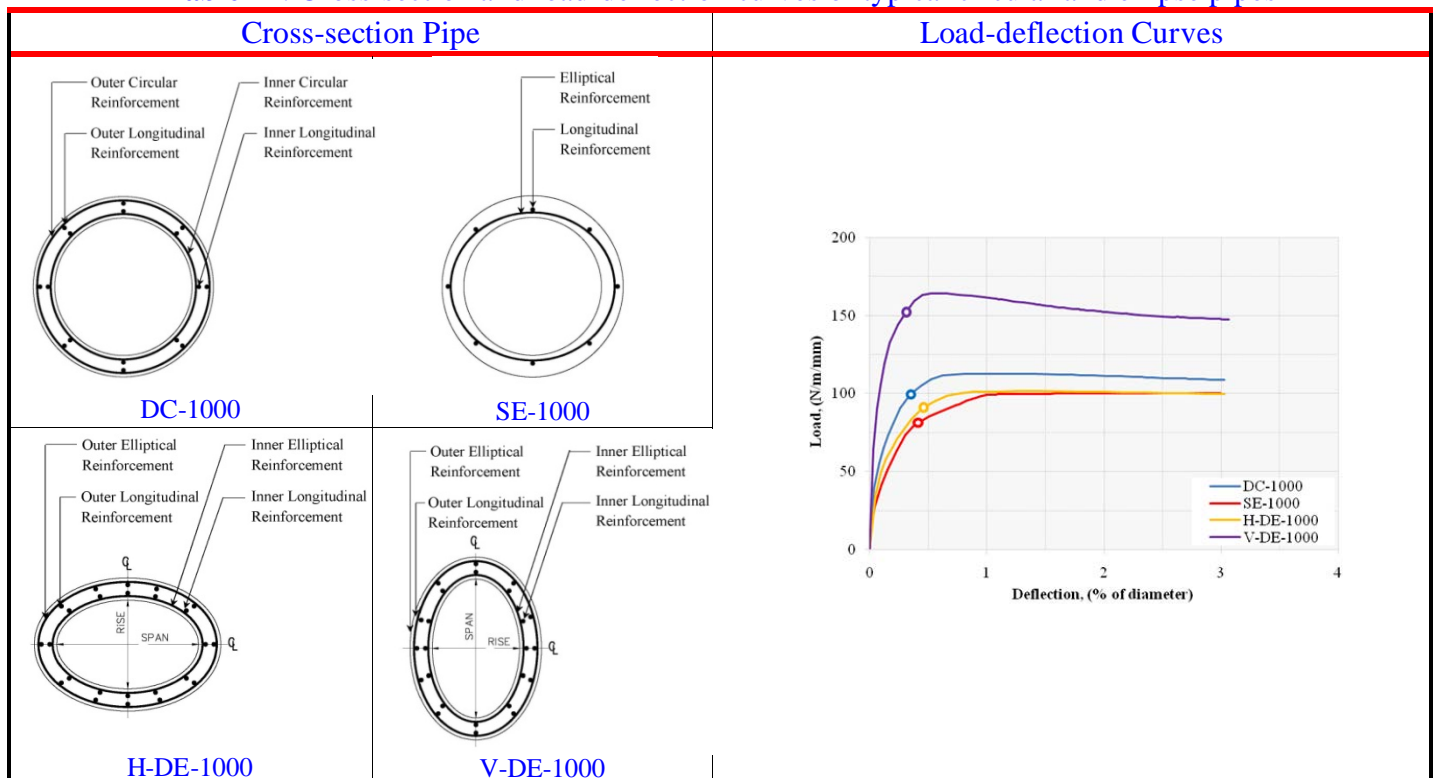 Cross-section Pipe
Load-deflection Curves
Outer Circular
Reinforcement
Inner Circular
Reinforcement
Outer Longitudinal
Reinforcement
Inner Longitudinal
Reinforcement
DC-1000
Elliptical
Reinforcement
Longitudinal
Reinforcement
SE-1000
Outer Elliptical
Reinforcement
Inner Elliptical
Reinforcement
Outer Longitudinal
Reinforcement
Inner Longitudinal
Reinforcement
RISE
SPAN
H-DE-1000
Outer Elliptical
Reinforcement
Inner Elliptical
Reinforcement
Outer Longitudinal
Reinforcement
Inner Longitudinal
Reinforcement
SPAN
RISE
V-DE-1000
Load, (N/m/mm)
200
150
100
50
0
0 1 2 3 4
Deflection, (% of diameter)
DC-1000
SE-1000
H-DE-1000
V-DE-1000